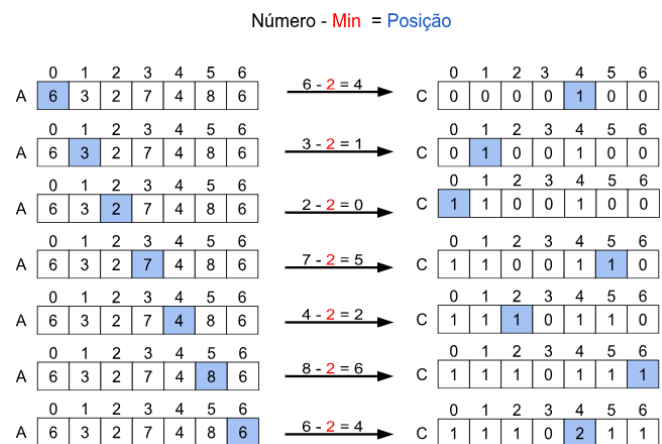 Número - Min = Posição
0 1 2 3 4 5 6 0 1 2 3 4 5 6
A 6 3 2 7 4 8 6 6 - 2 = 4 C 0 0 0 0 1 0 0
0 1 2 3 4 5 6 0 1 2 3 4 5 6
A 6 3 2 7 4 8 6 3 - 2 = 1 C 0 1 0 0 1 0 0
0 1 2 3 4 5 6 0 1 2 3 4 5 6
A 6 3 2 7 4 8 6 2 - 2 = 0 C 1 1 0 0 1 0 0
0 1 2 3 4 5 6 0 1 2 3 4 5 6
A 6 3 2 7 4 8 6 7 - 2 = 5 C 1 1 0 0 1 1 0
0 1 2 3 4 5 6 0 1 2 3 4 5 6
A 6 3 2 7 4 8 6 4 - 2 = 2 C 1 1 1 0 1 1 0
0 1 2 3 4 5 6 0 1 2 3 4 5 6
A 6 3 2 7 4 8 6 8 - 2 = 6 C 1 1 1 0 1 1 1
0 1 2 3 4 5 6 0 1 2 3 4 5 6
A 6 3 2 7 4 8 6 6 - 2 = 4 C 1 1 1 0 2 1 1